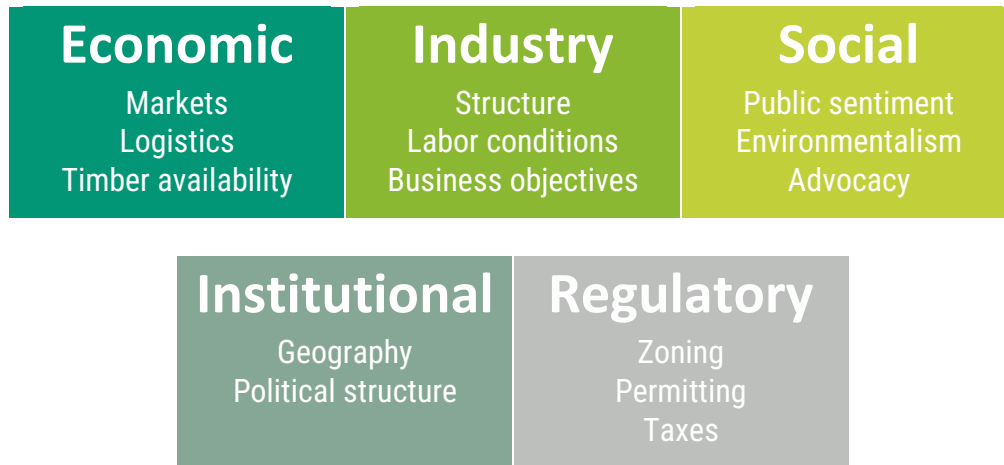 Economic
Markets
Logistics
Timber availability
Industry
Structure
Labor conditions
Business objectives
Social
Public sentiment
Environmentalism
Advocacy
Institutional
Geography
Political structure
Regulatory
Zoning
Permitting
Taxes